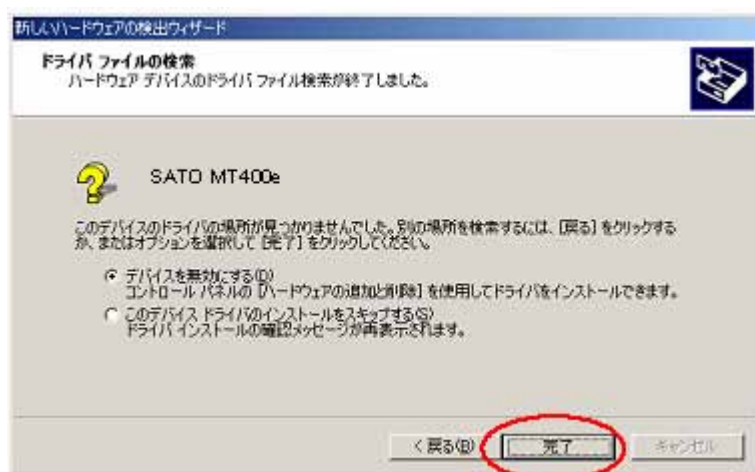 新しいハードウェアの検出ウィザード
ドライバ ファイルの検索
ハードウェア デバイスのドライバ ファイル検索が終了しました。
SATO MT400e
このデバイスのドライバの場所が見つかりませんでした。別の場所を検索するには、[戻る] をクリックする
か、またはオプションを選択して [完了] をクリックしてください。
デバイスを無効にする(D)
コントロール パネルの [ハードウェアの追加と削除] を使用してドライバをインストールできます。
このデバイス ドライバのインストールをスキップする(S)
ドライバ インストールの確認メッセージが再表示されます。
< 戻る(B)
完了
キャンセル